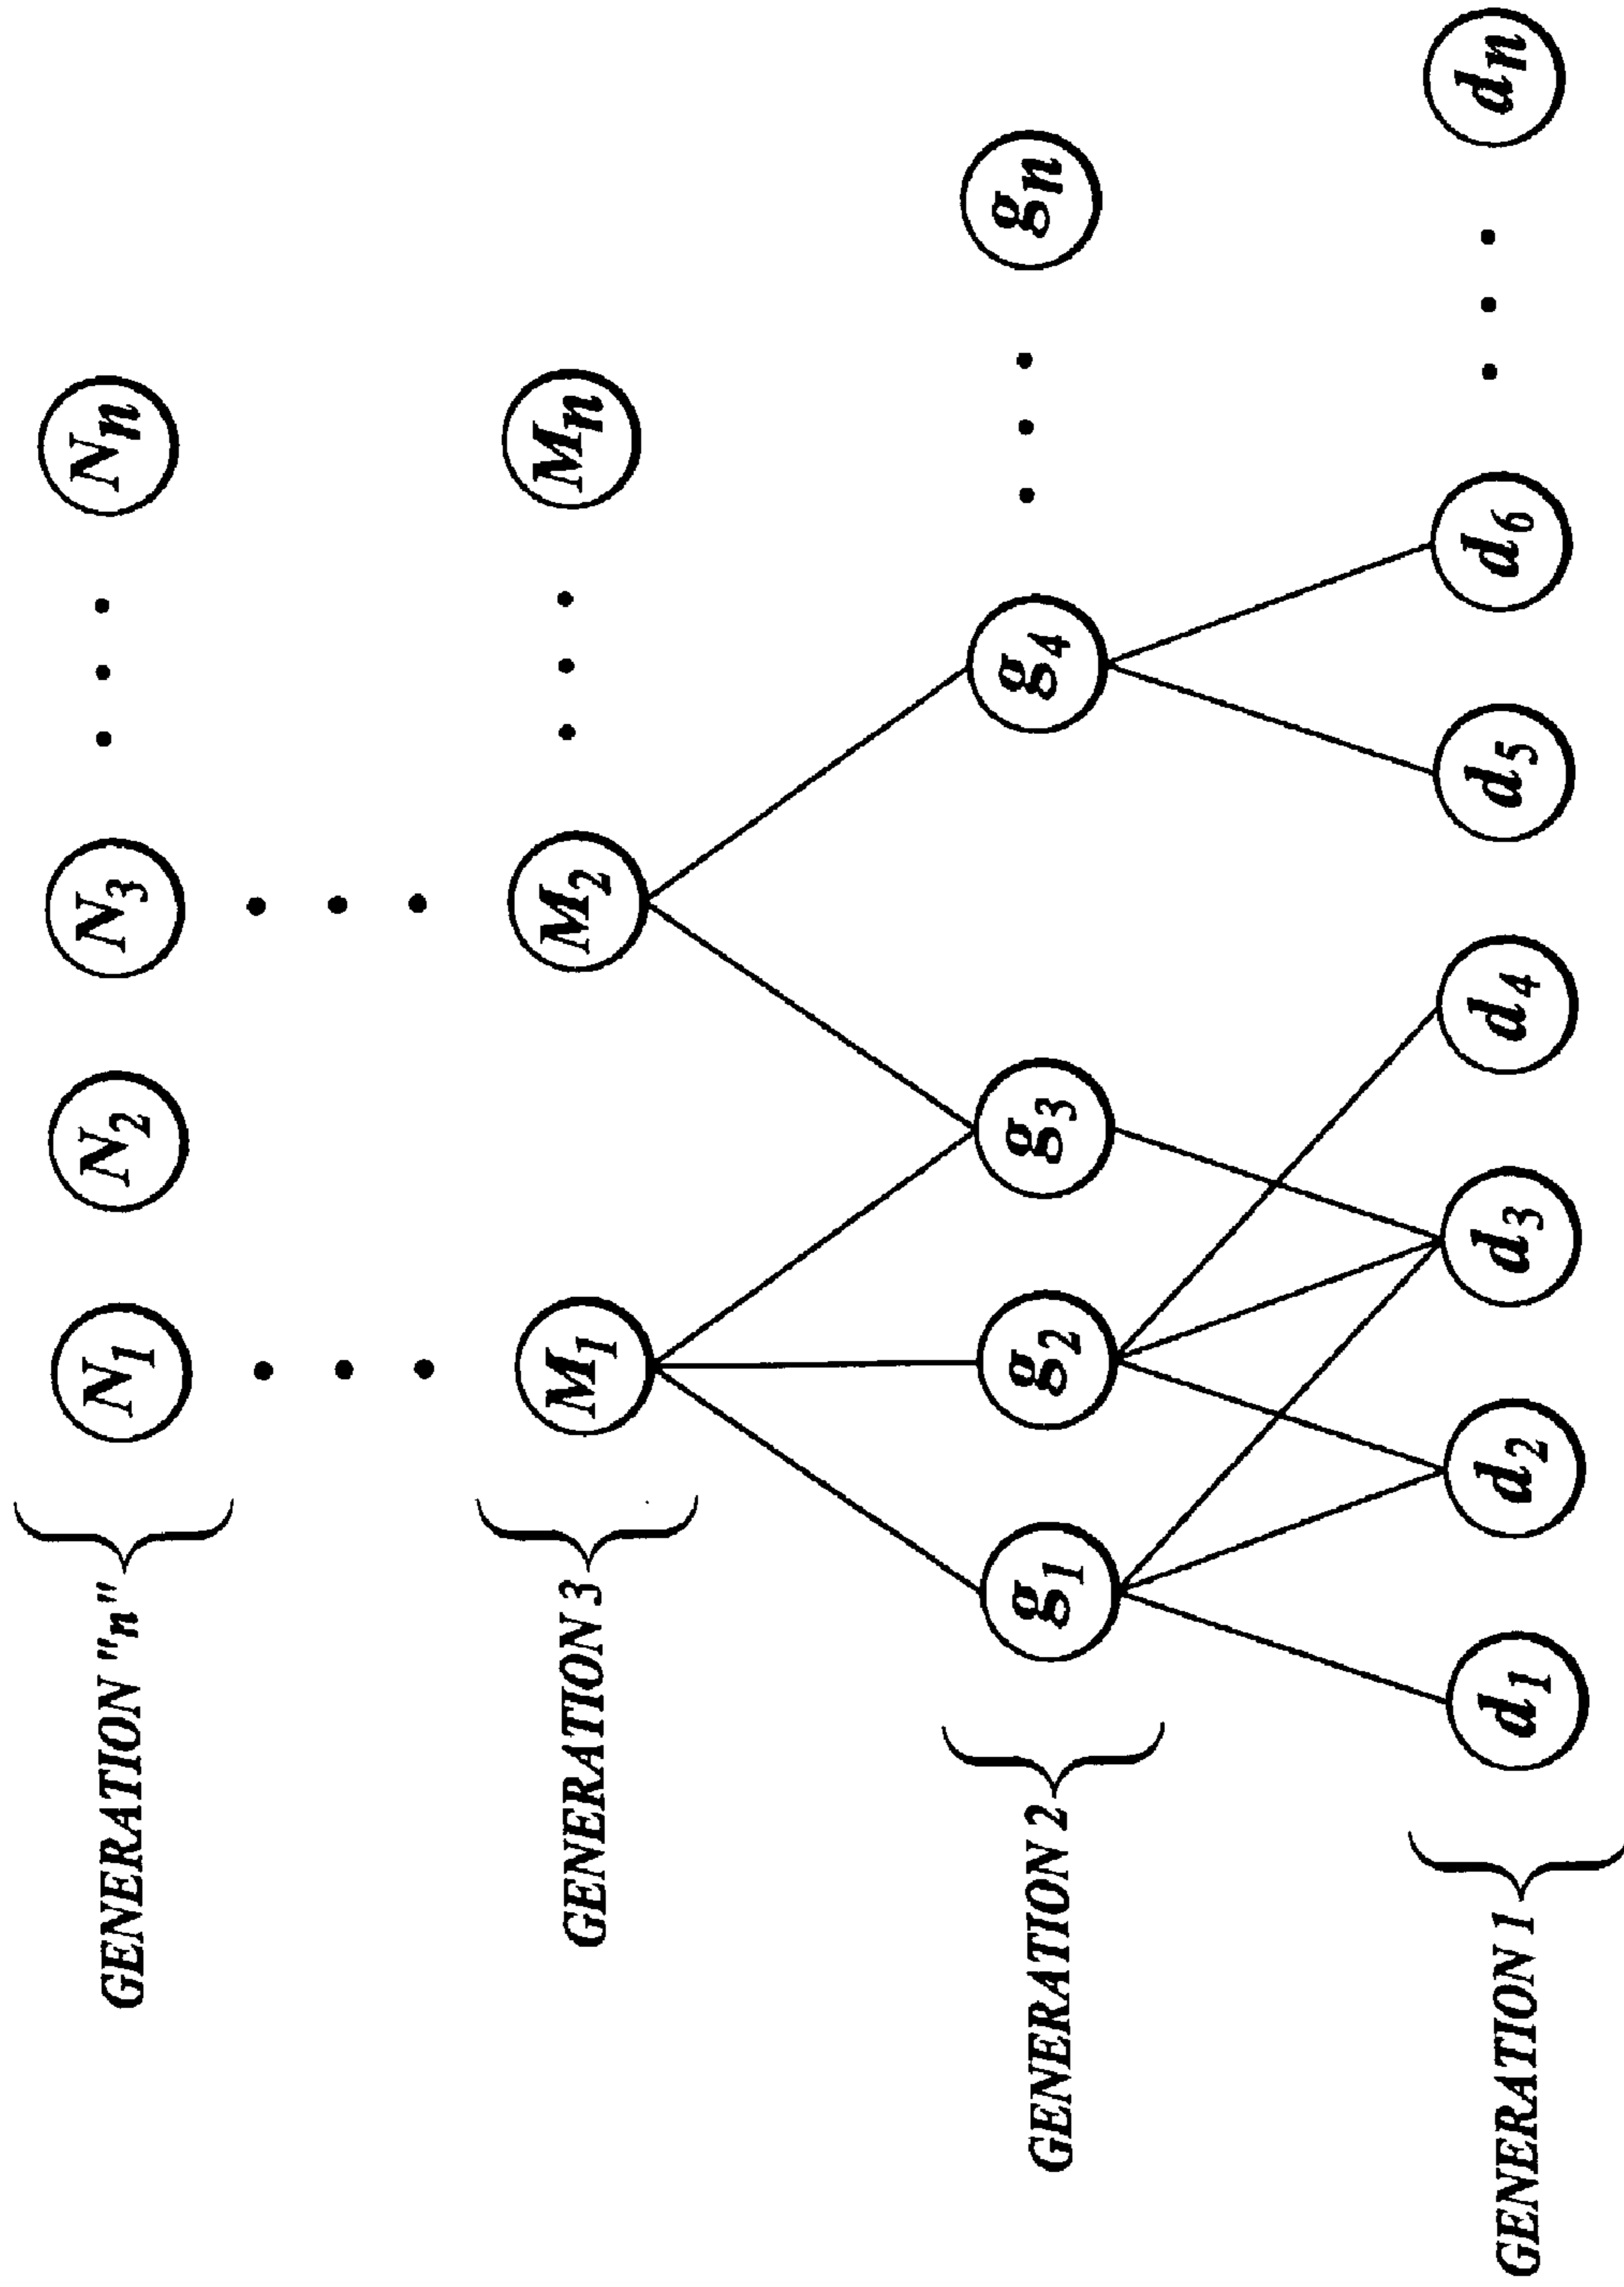 GENERATION "n" N1 N2 N3 . . . Nn
GENERATION 3 M1 M2 . . . Mn
GENERATION 2 g1 g2 g3 g4 . . . gn
GENERATION 1 d1 d2 d3 d4 d5 d6 . . . dn